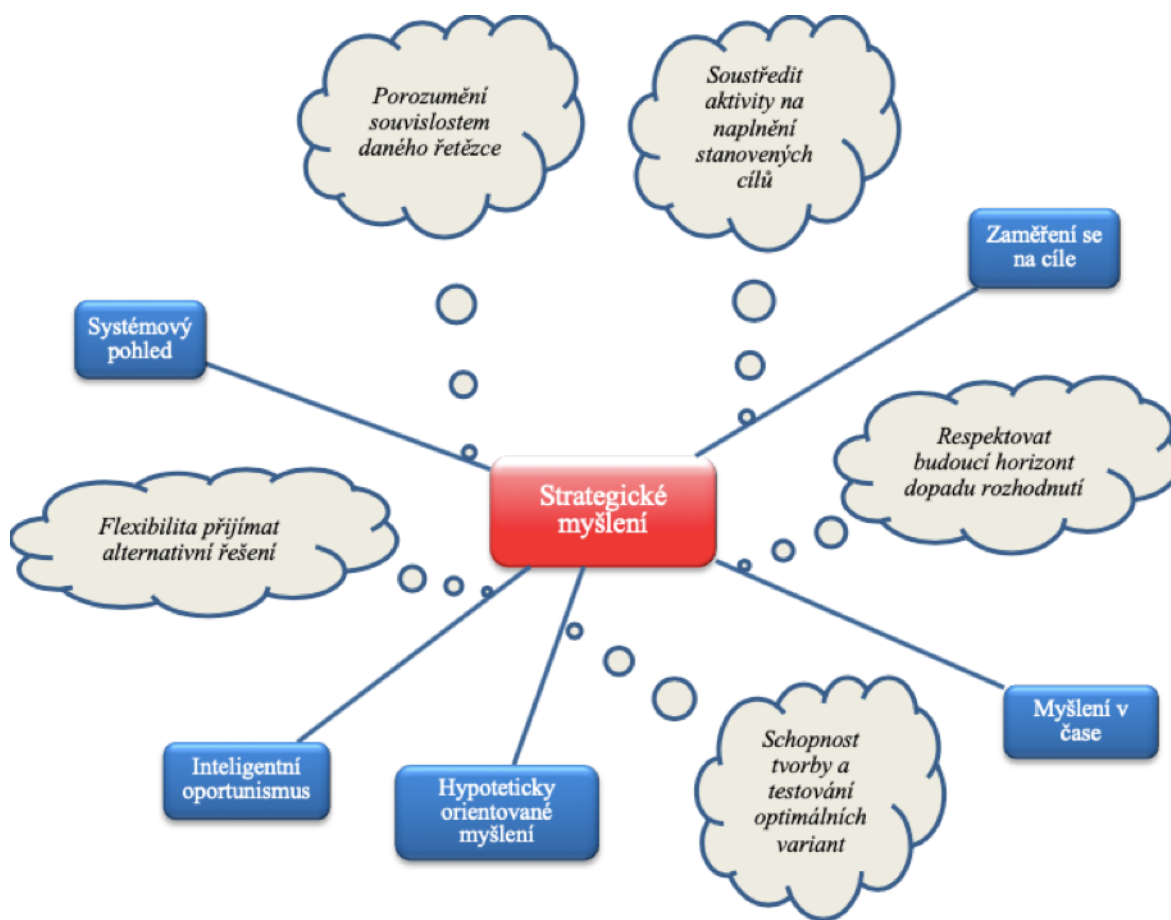 Porozumění
souvislostem
daného řetězce
Soustředit
aktivity na
naplnění
stanovených
cílů
Zaměření se
na cíle
Systémový
pohled
Respektovat
budoucí horizont
dopadu rozhodnutí
Strategické
myšlení
Flexibilita přijímat
alternativní řešení
Myšlení v
čase
Inteligentní
oportunismus
Hypoteticky
orientované
myšlení
Schopnost
tvorby a
testování
optimálních
variant